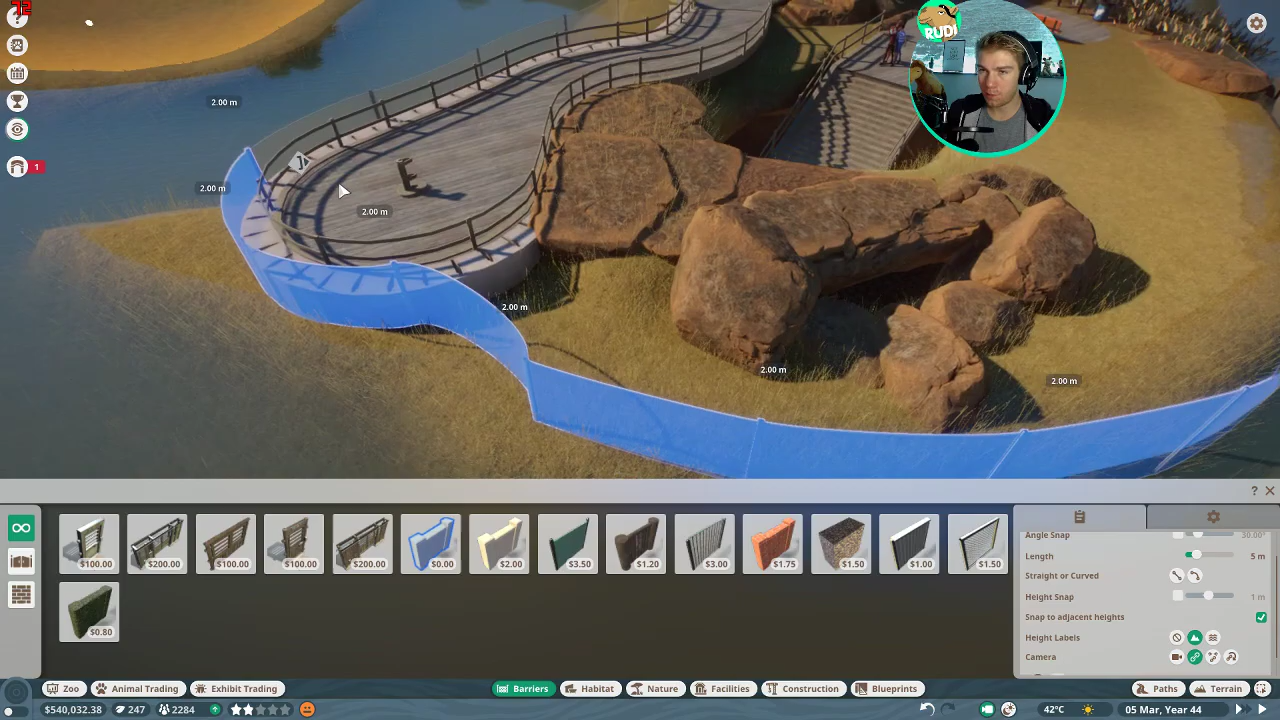 72
RUDI
2.00 m
2.00 m
2.00 m
2.00 m
2.00 m
2.00 m
1
? ×
$100.00 $200.00 $100.00 $100.00 $200.00 $0.00 $2.00 $3.50 $1.20 $3.00 $1.75 $1.50 $1.00 $1.50
$0.80
Angle Snap 30.00°
Length 5 m
Straight or Curved
Height Snap 1 m
Snap to adjacent heights
Height Labels
Camera
Zoo Animal Trading Exhibit Trading Barriers Habitat Nature Facilities Construction Blueprints Paths Terrain
$540,032.38 247 2284 42°C 05 Mar, Year 44